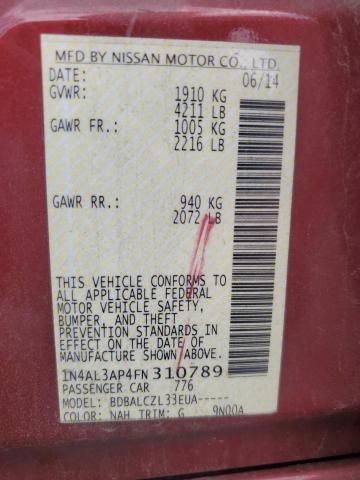 MFD BY NISSAN MOTOR CO., LTD.
DATE: 06/14
GVWR: 1910 KG
4211 LB
GAWR FR.: 1005 KG
2216 LB
GAWR RR.: 940 KG
2072 LB
THIS VEHICLE CONFORMS TO
ALL APPLICABLE FEDERAL
MOTOR VEHICLE SAFETY,
BUMPER, AND THEFT
PREVENTION STANDARDS IN
EFFECT ON THE DATE OF
MANUFACTURE SHOWN ABOVE.
1N4AL3AP4FN 310789
PASSENGER CAR 776
MODEL: BDBALCZL33EUA-----
COLOR: NAH TRIM: G 9N00A